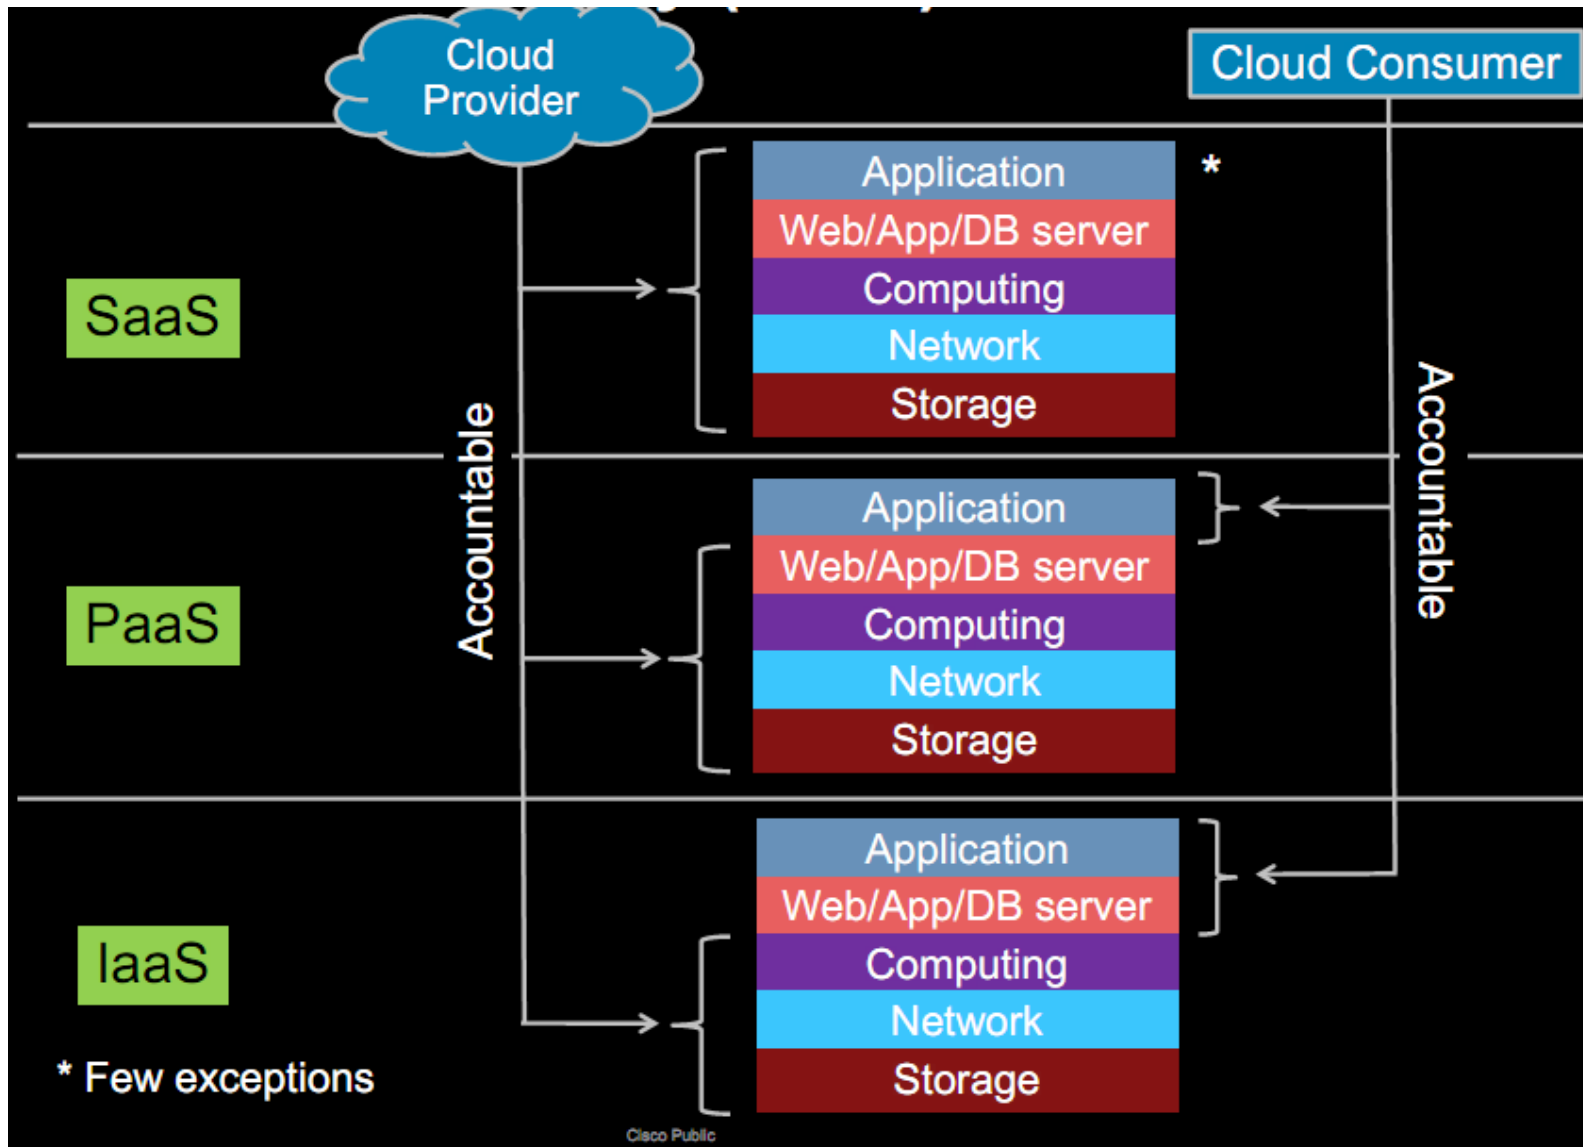 Cloud
Provider
Cloud Consumer
Application
*
Web/App/DB server
Computing
Network
Storage
SaaS
Accountable
Accountable
Application
Web/App/DB server
Computing
Network
Storage
PaaS
Application
Web/App/DB server
Computing
Network
Storage
IaaS
* Few exceptions
Cisco Public